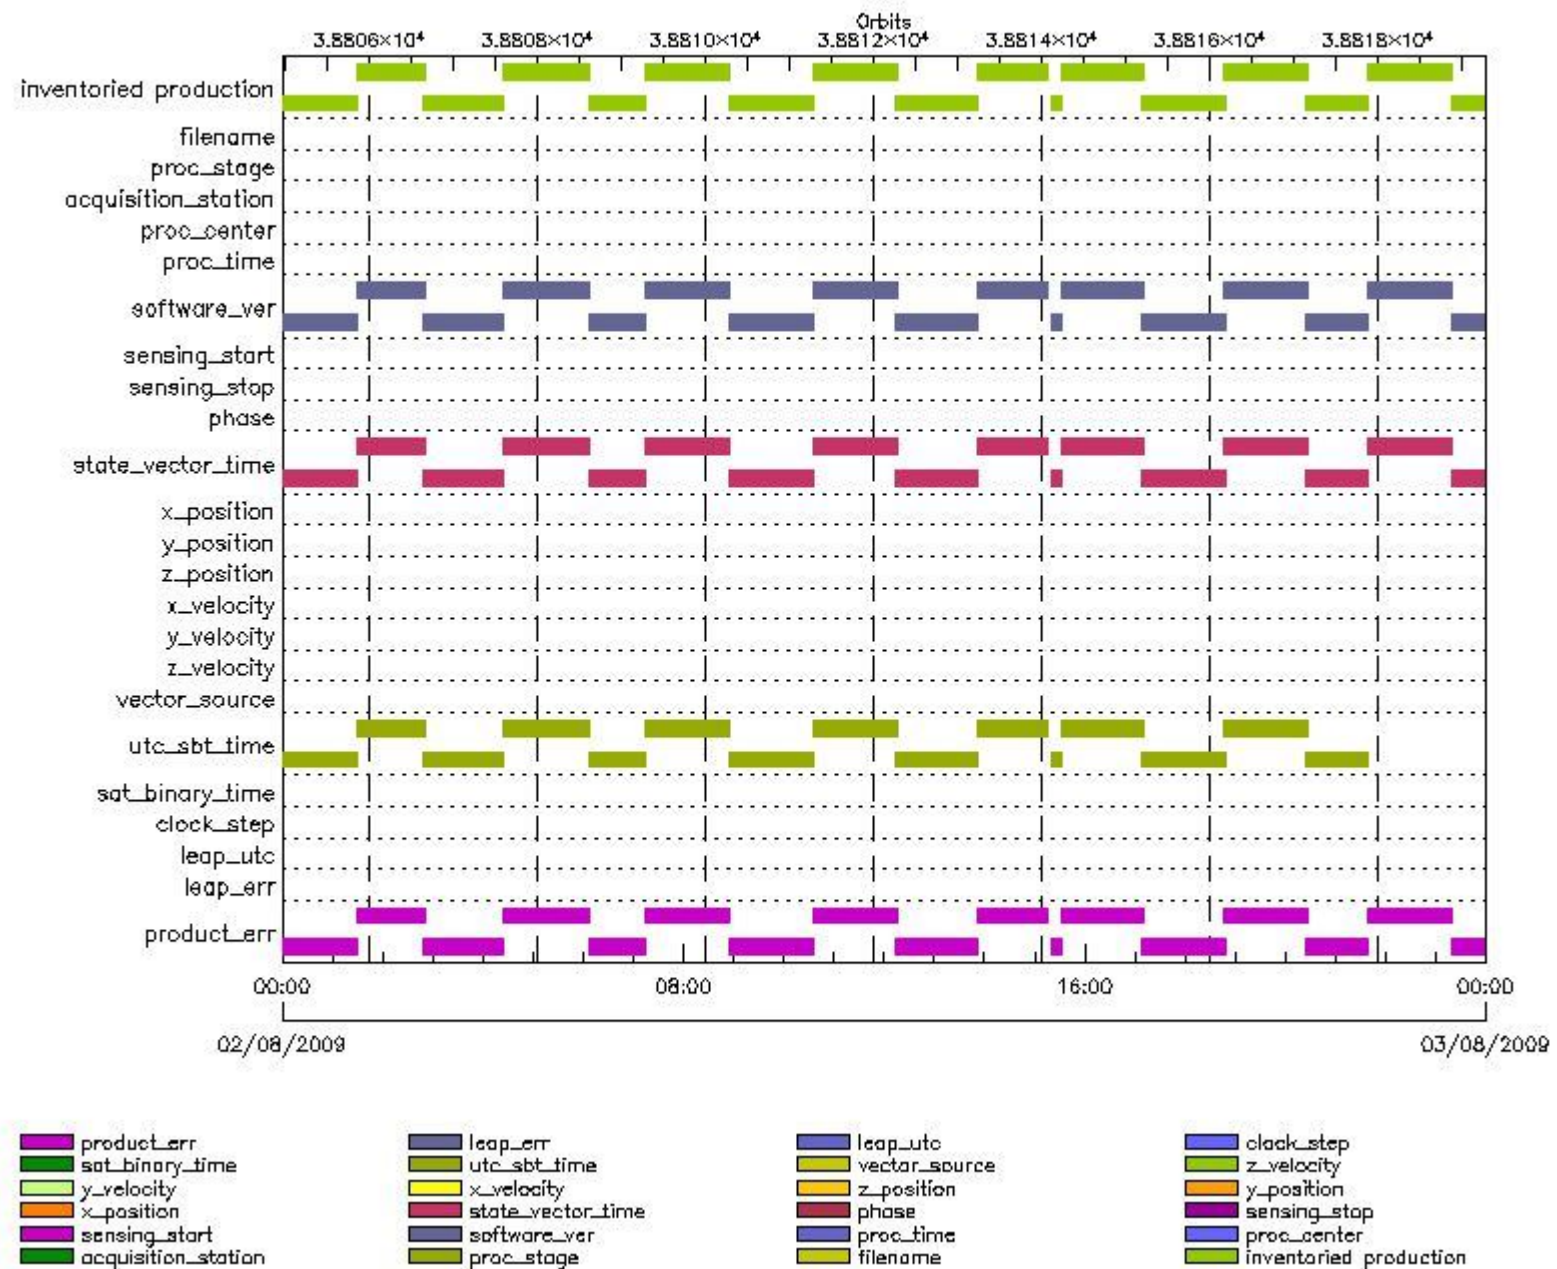 Orbits
3.8806×10⁴ 3.8808×10⁴ 3.8810×10⁴ 3.8812×10⁴ 3.8814×10⁴ 3.8816×10⁴ 3.8818×10⁴
inventoried production
filename
proc_stage
acquisition_station
proc_center
proc_time
software_ver
sensing_start
sensing_stop
phase
state_vector_time
x_position
y_position
z_position
x_velocity
y_velocity
z_velocity
vector_source
utc_sbt_time
sat_binary_time
clock_step
leap_utc
leap_err
product_err
00:00 08:00 16:00 00:00
02/08/2009 03/08/2009
product_err leap_err leap_utc clock_step
sat_binary_time utc_sbt_time vector_source z_velocity
y_velocity x_velocity z_position y_position
x_position state_vector_time phase sensing_stop
sensing_start software_ver proc_time proc_center
acquisition_station proc_stage filename inventoried production